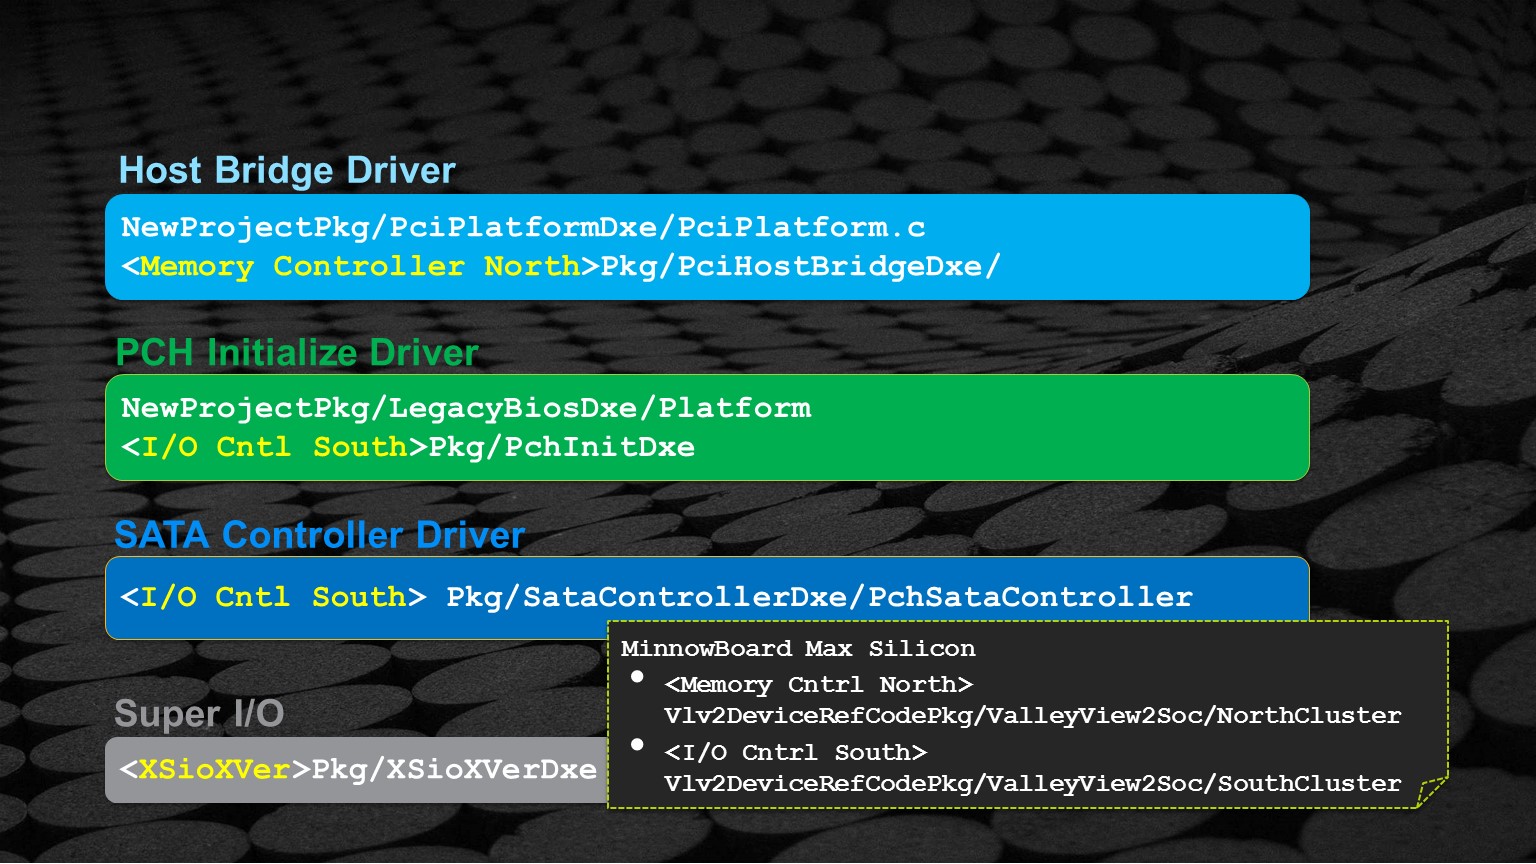 Host Bridge Driver
NewProjectPkg/PciPlatformDxe/PciPlatform.c
<Memory Controller North>Pkg/PciHostBridgeDxe/
PCH Initialize Driver
NewProjectPkg/LegacyBiosDxe/Platform
<I/O Cntl South>Pkg/PchInitDxe
SATA Controller Driver
<I/O Cntl South> Pkg/SataControllerDxe/PchSataController
Super I/O
<XSioXVer>Pkg/XSioXVerDxe
MinnowBoard Max Silicon
● <Memory Cntrl North>
Vlv2DeviceRefCodePkg/ValleyView2Soc/NorthCluster
● <I/O Cntrl South>
Vlv2DeviceRefCodePkg/ValleyView2Soc/SouthCluster